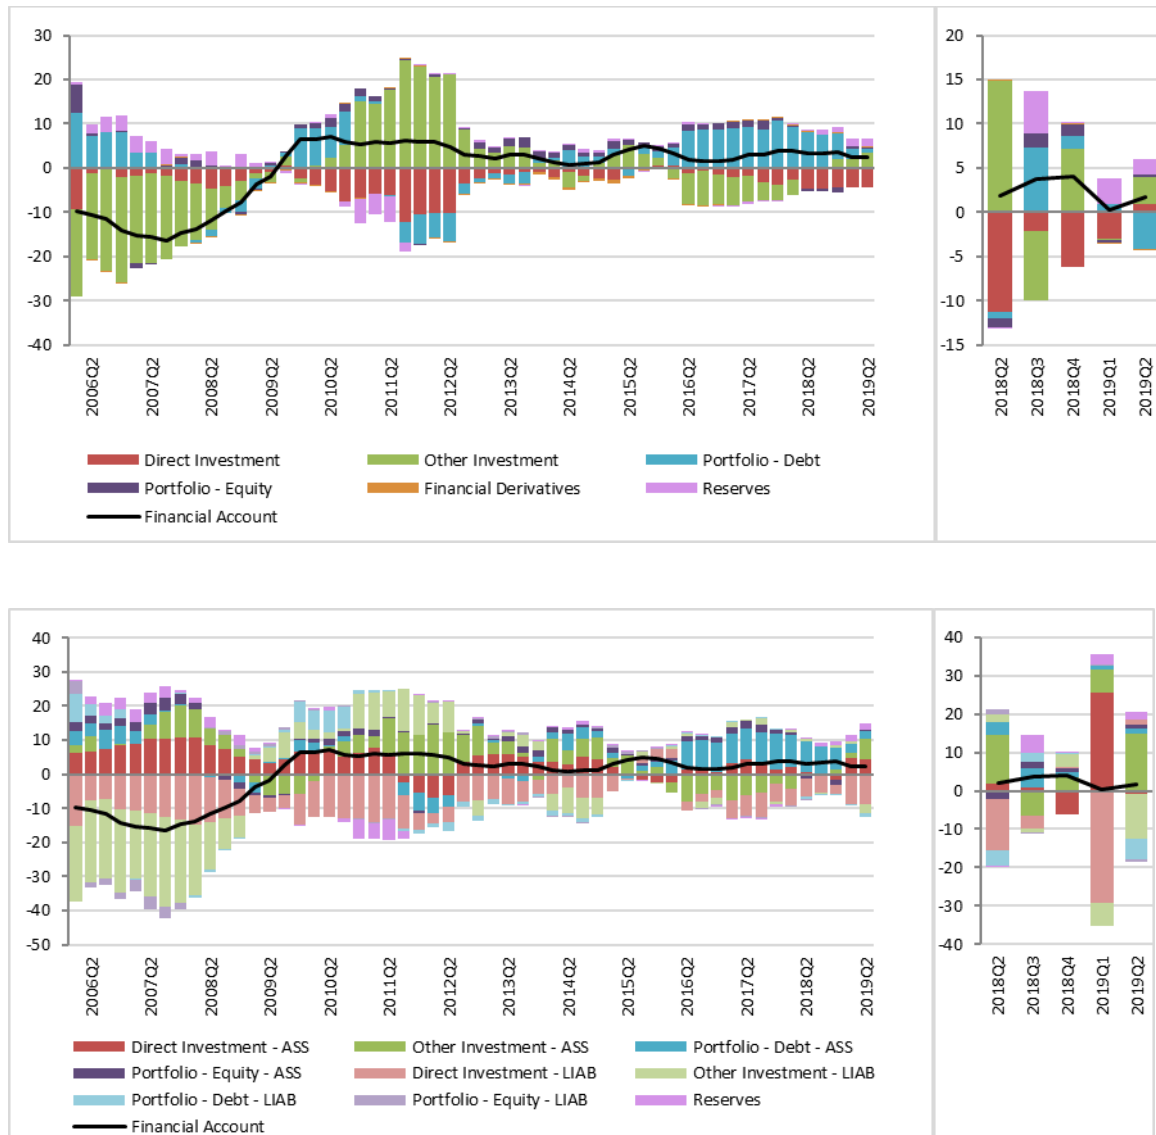 30
20
10
0
-10
-20
-30
-40
2006Q2
2007Q2
2008Q2
2009Q2
2010Q2
2011Q2
2012Q2
2013Q2
2014Q2
2015Q2
2016Q2
2017Q2
2018Q2
2019Q2
Direct Investment Other Investment Portfolio - Debt
Portfolio - Equity Financial Derivatives Reserves
Financial Account
20
15
10
5
0
-5
-10
-15
2018Q2
2018Q3
2018Q4
2019Q1
2019Q2
40
30
20
10
0
-10
-20
-30
-40
-50
2006Q2
2007Q2
2008Q2
2009Q2
2010Q2
2011Q2
2012Q2
2013Q2
2014Q2
2015Q2
2016Q2
2017Q2
2018Q2
2019Q2
Direct Investment - ASS Other Investment - ASS Portfolio - Debt - ASS
Portfolio - Equity - ASS Direct Investment - LIAB Other Investment - LIAB
Portfolio - Debt - LIAB Portfolio - Equity - LIAB Reserves
Financial Account
40
30
20
10
0
-10
-20
-30
-40
2018Q2
2018Q3
2018Q4
2019Q1
2019Q2